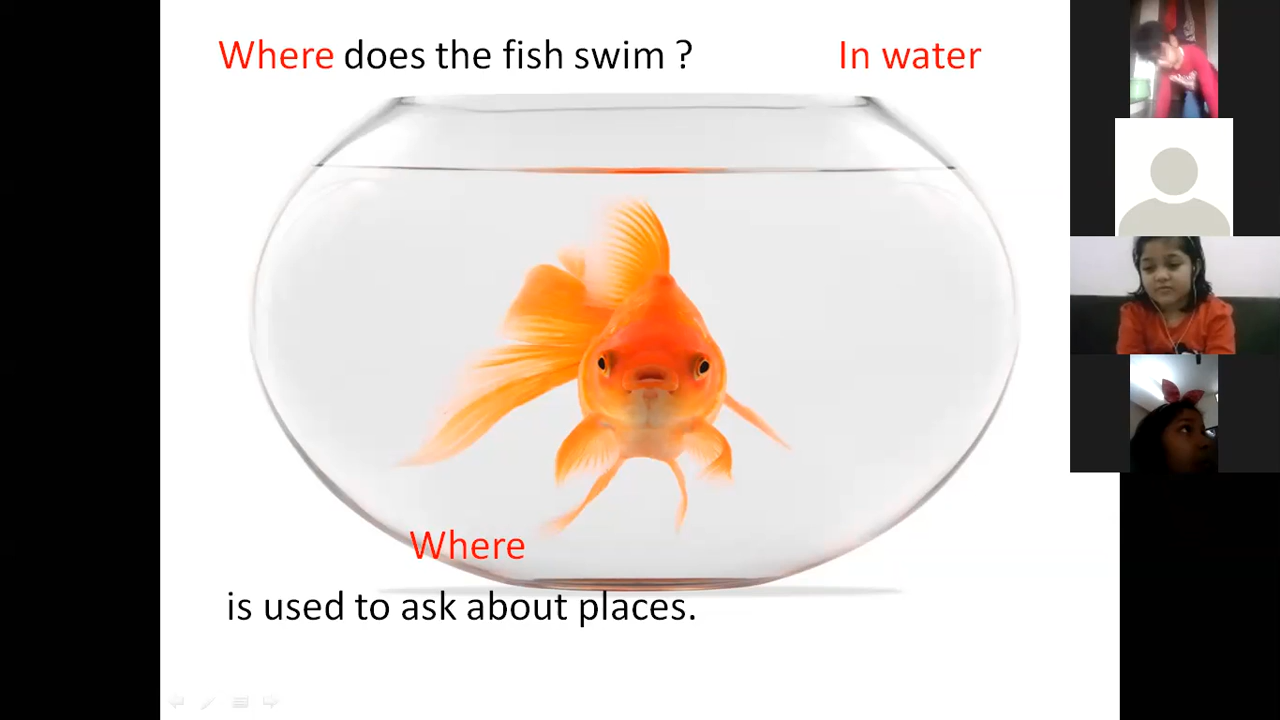 Where does the fish swim ? In water
Where
is used to ask about places.